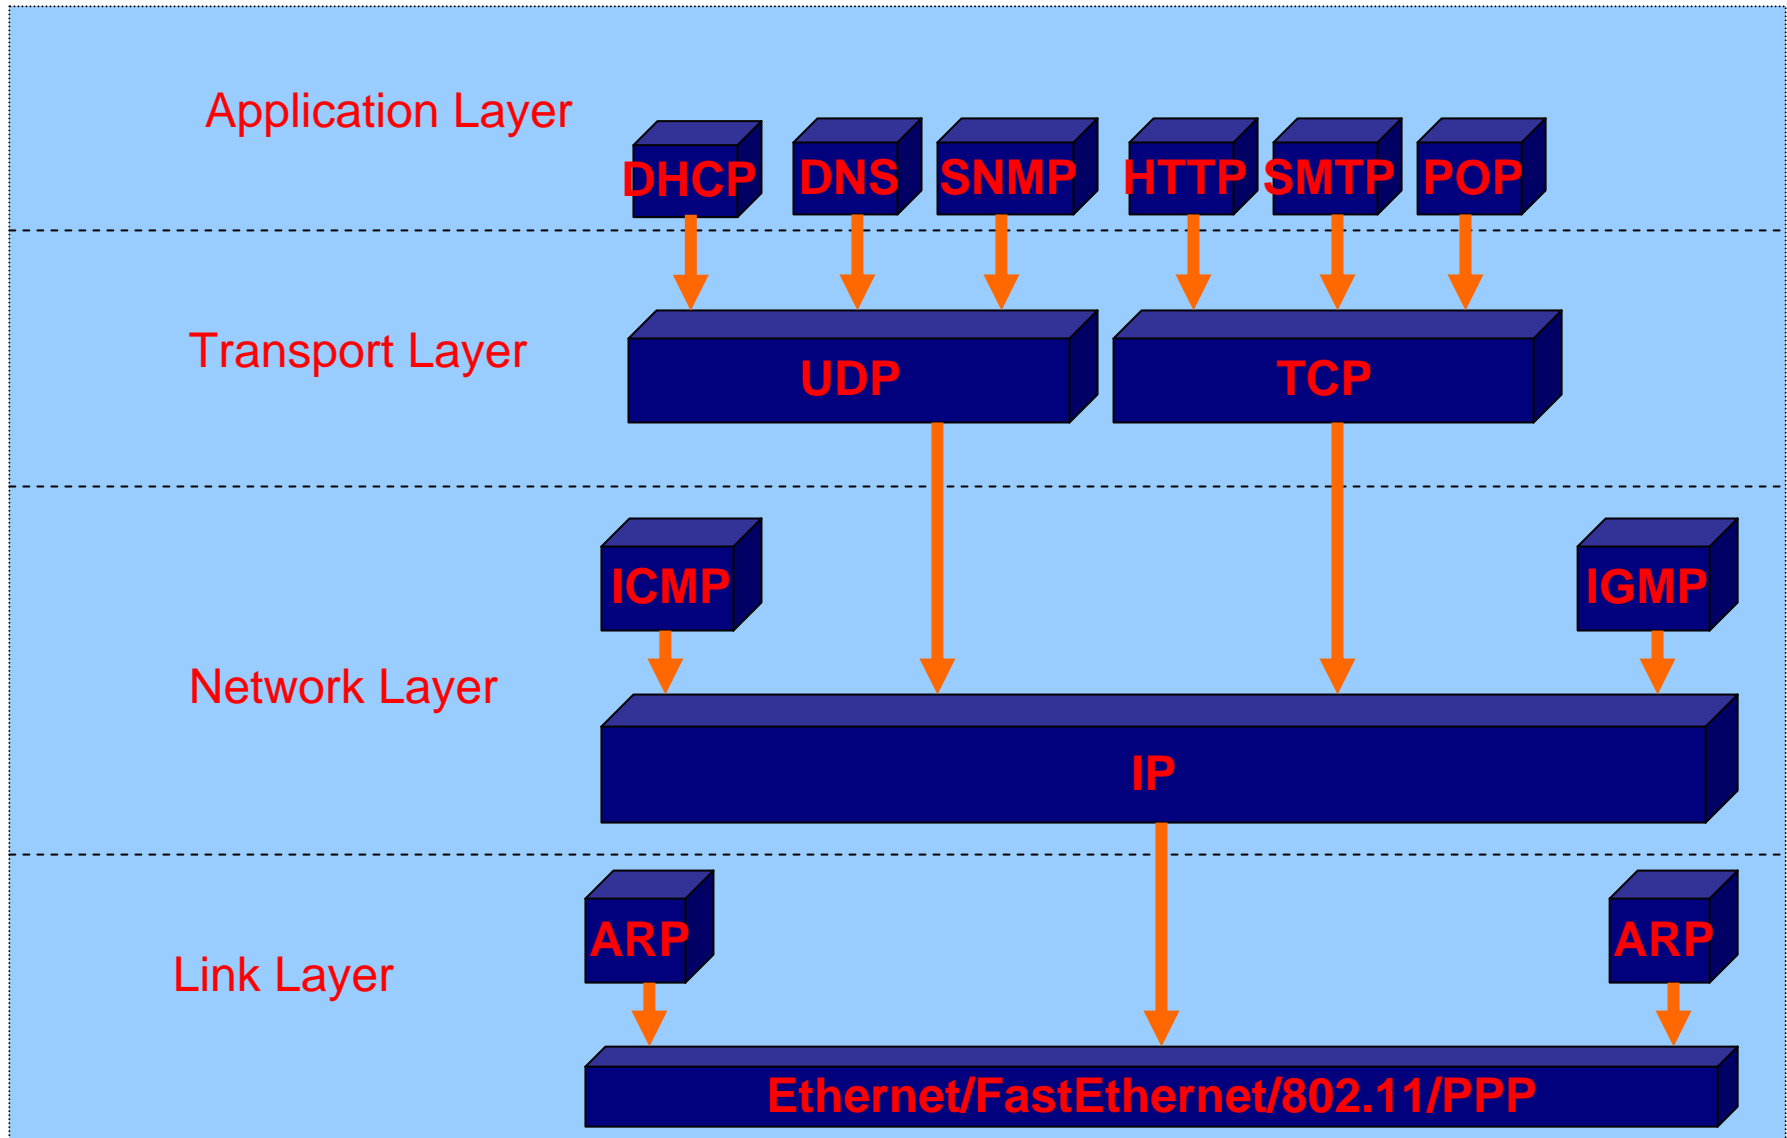 Application Layer
DHCP
DNS
SNMP
HTTP
SMTP
POP
Transport Layer
UDP
TCP
ICMP
IGMP
Network Layer
IP
ARP
ARP
Link Layer
Ethernet/FastEthernet/802.11/PPP